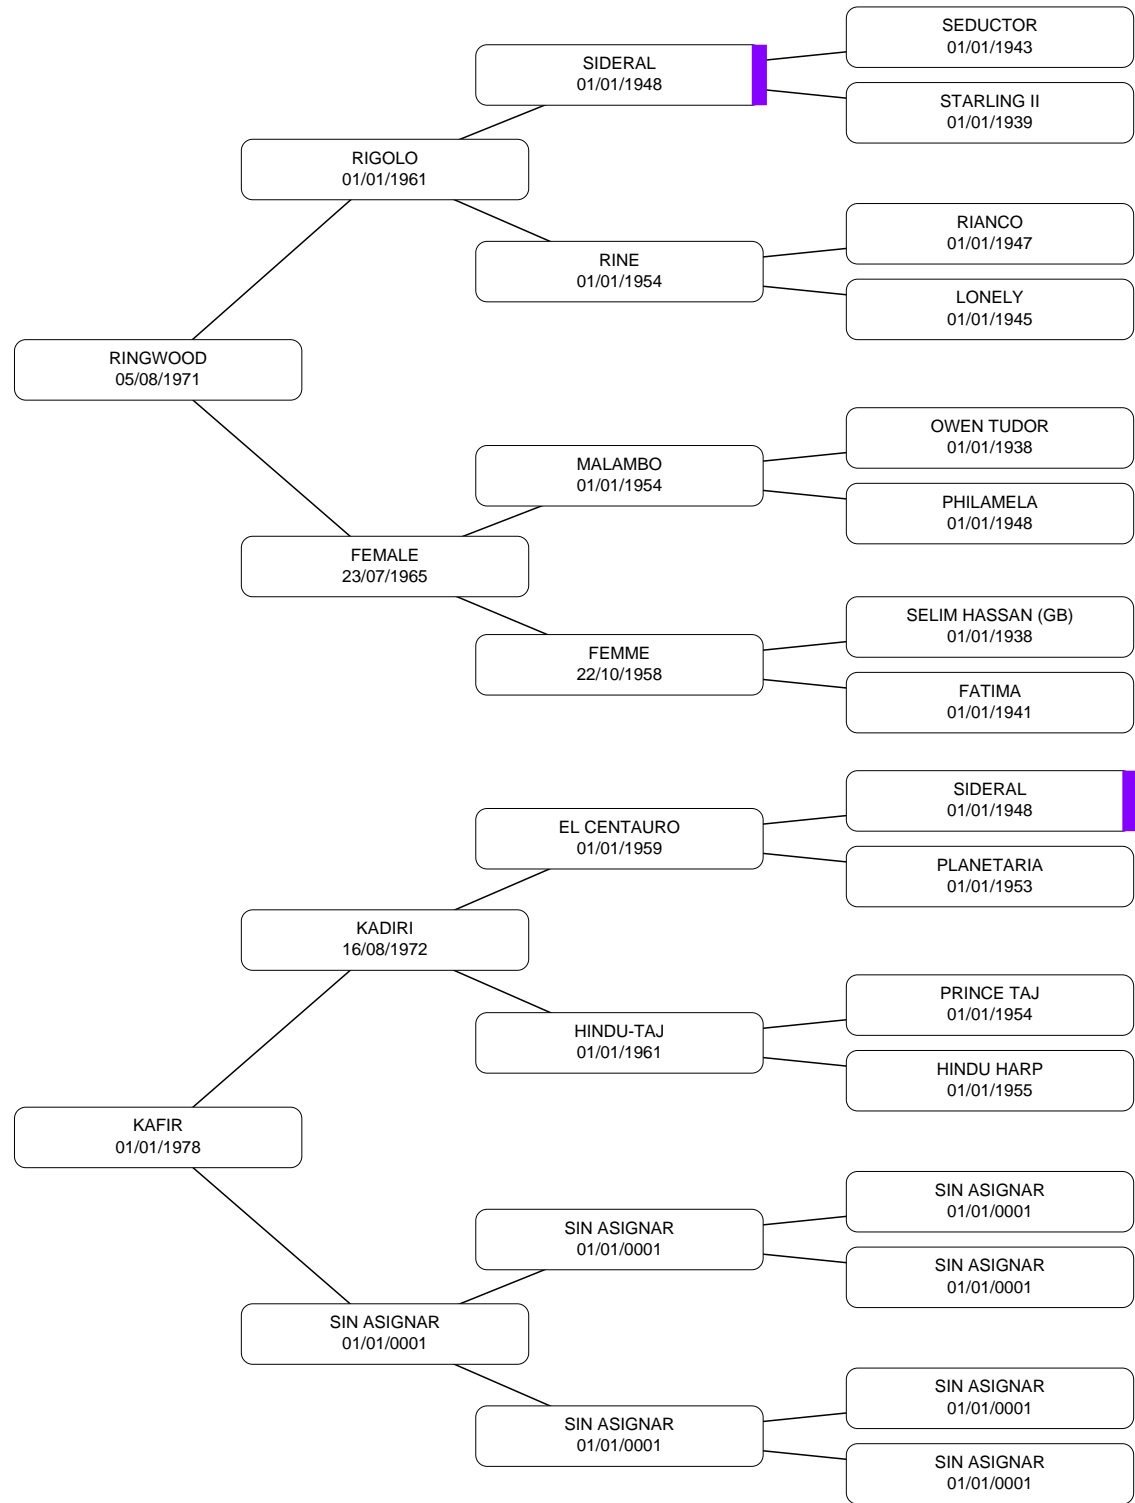 SEDUCTOR
01/01/1943
SIDERAL
01/01/1948
STARLING II
01/01/1939
RIGOLO
01/01/1961
RIANCO
01/01/1947
RINE
01/01/1954
LONELY
01/01/1945
RINGWOOD
05/08/1971
OWEN TUDOR
01/01/1938
MALAMBO
01/01/1954
PHILAMELA
01/01/1948
FEMALE
23/07/1965
SELIM HASSAN (GB)
01/01/1938
FEMME
22/10/1958
FATIMA
01/01/1941
SIDERAL
01/01/1948
EL CENTAURO
01/01/1959
PLANETARIA
01/01/1953
KADIRI
16/08/1972
PRINCE TAJ
01/01/1954
HINDU-TAJ
01/01/1961
HINDU HARP
01/01/1955
KAFIR
01/01/1978
SIN ASIGNAR
01/01/0001
SIN ASIGNAR
01/01/0001
SIN ASIGNAR
01/01/0001
SIN ASIGNAR
01/01/0001
SIN ASIGNAR
01/01/0001
SIN ASIGNAR
01/01/0001
SIN ASIGNAR
01/01/0001